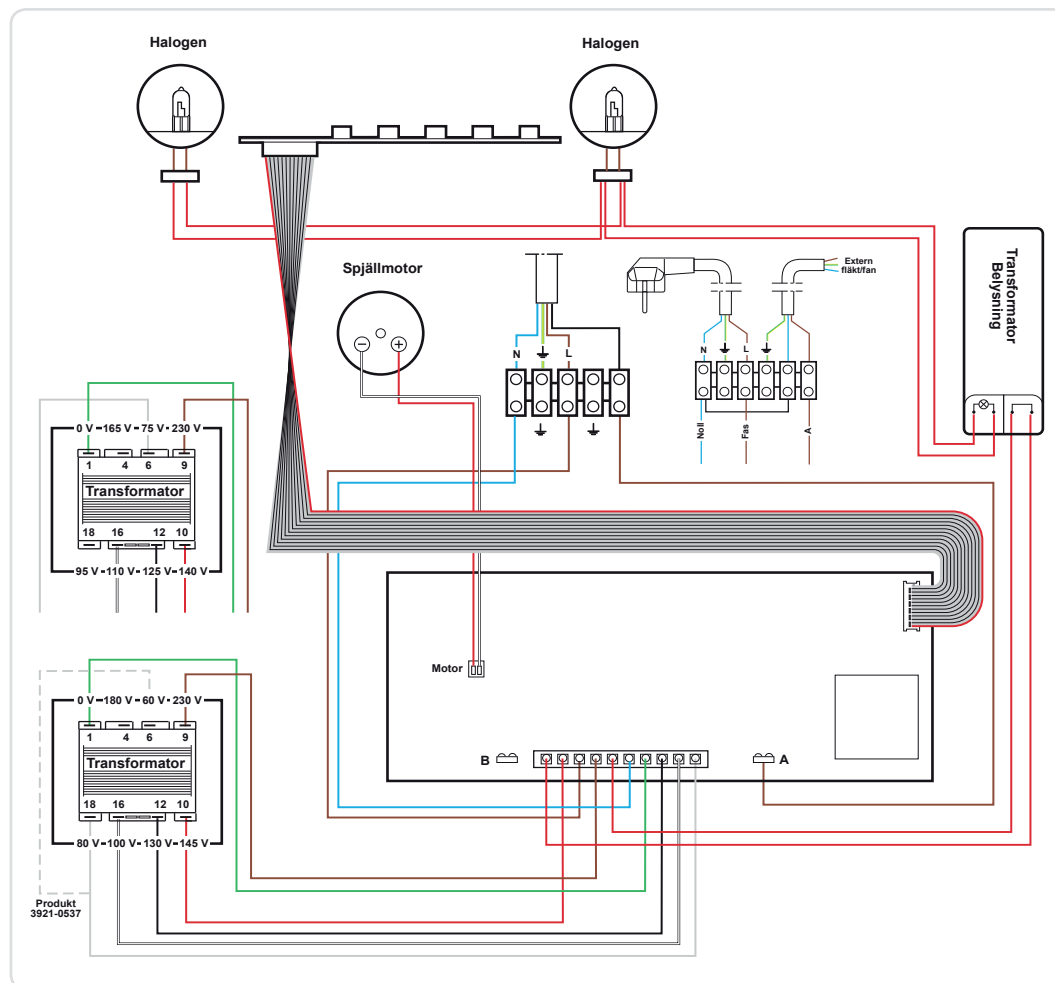 Halogen
Halogen
Spjällmotor
Extern
fläkt/fan
Transformator
Belysning
N
L
N
L
Noll
Fas
A
0 V 165 V 75 V 230 V
1 4 6 9
Transformator
18 16 12 10
95 V 110 V 125 V 140 V
Motor
0 V 180 V 60 V 230 V
1 4 6 9
Transformator
18 16 12 10
80 V 100 V 130 V 145 V
B
A
Produkt
3921-0537